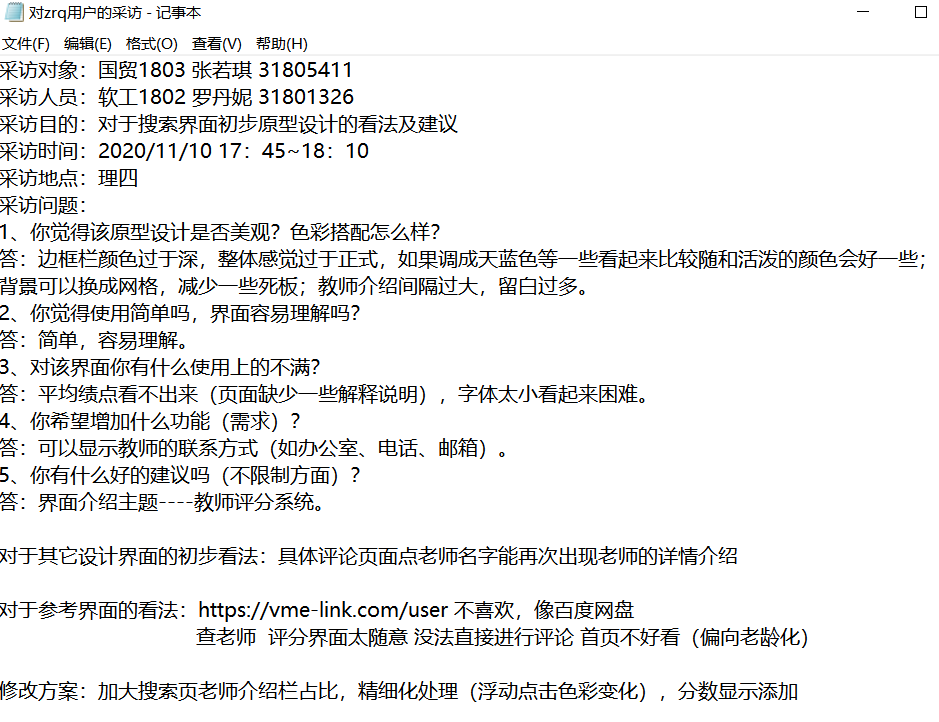 对zrq用户的采访 - 记事本
文件(F) 编辑(E) 格式(O) 查看(V) 帮助(H)
采访对象：国贸1803 张若琪 31805411
采访人员：软工1802 罗丹妮 31801326
采访目的：对于搜索界面初步原型设计的看法及建议
采访时间：2020/11/10 17：45~18：10
采访地点：理四
采访问题：
1、你觉得该原型设计是否美观？色彩搭配怎么样？
答：边框栏颜色过于深，整体感觉过于正式，如果调成天蓝色等一些看起来比较随和活泼的颜色会好一些；
背景可以换成网格，减少一些死板；教师介绍间隔过大，留白过多。
2、你觉得使用简单吗，界面容易理解吗？
答：简单，容易理解。
3、对该界面你有什么使用上的不满？
答：平均绩点看不出来（页面缺少一些解释说明），字体太小看起来困难。
4、你希望增加什么功能（需求）？
答：可以显示教师的联系方式（如办公室、电话、邮箱）。
5、你有什么好的建议吗（不限制方面）？
答：界面介绍主题----教师评分系统。
对于其它设计界面的初步看法：具体评论页面点老师名字能再次出现老师的详情介绍
对于参考界面的看法：https://vme-link.com/user 不喜欢，像百度网盘
查老师 评分界面太随意 没法直接进行评论 首页不好看（偏向老龄化）
修改方案：加大搜索页老师介绍栏占比，精细化处理（浮动点击色彩变化），分数显示添加